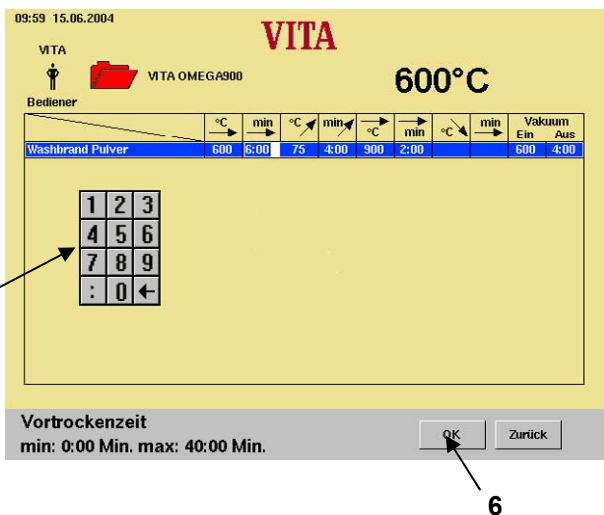 09:59 15.06.2004
VITA
VITA
VITA OMEGA900
600°C
Bediener
°C min °C min °C min °C min Vakuum
Ein Aus
Washbrand Pulver 600 6:00 75 4:00 900 2:00 600 4:00
1 2 3
4 5 6
7 8 9
: 0 ←
Vortrockenzeit
min: 0:00 Min. max: 40:00 Min.
OK Zurück
6